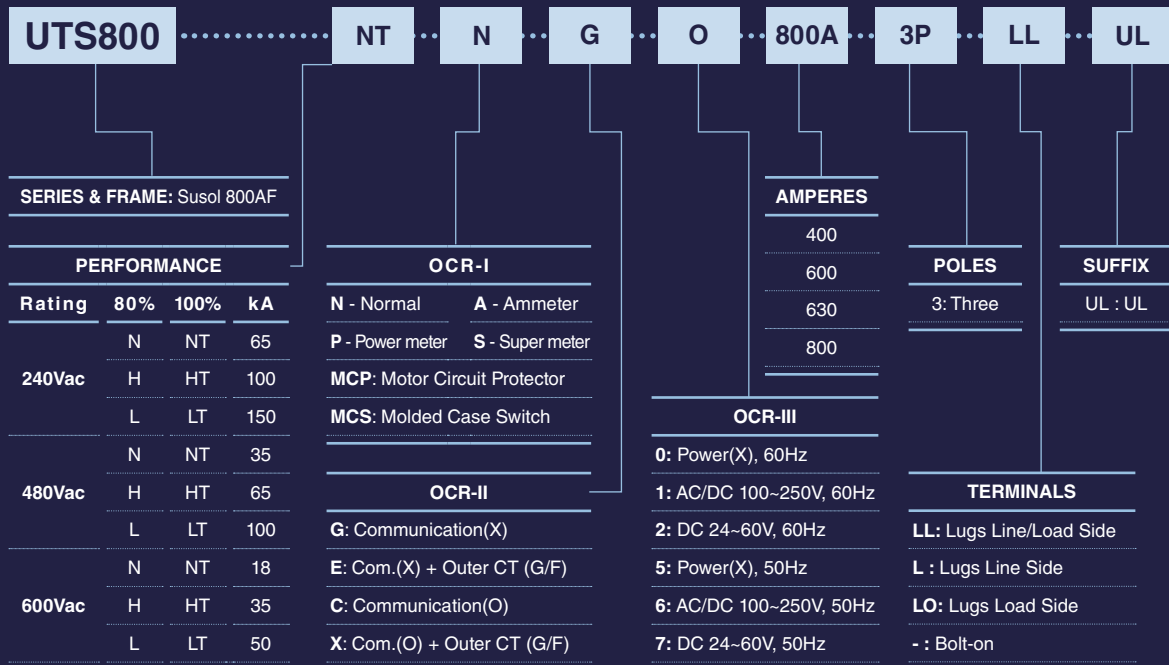 UTS800 NT N G O 800A 3P LL UL
SERIES & FRAME: Susol 800AF
PERFORMANCE
Rating 80% 100% kA
240Vac
N NT 65
H HT 100
L LT 150
480Vac
N NT 35
H HT 65
L LT 100
600Vac
N NT 18
H HT 35
L LT 50
OCR-I
N - Normal A - Ammeter
P - Power meter S - Super meter
MCP: Motor Circuit Protector
MCS: Molded Case Switch
OCR-II
G: Communication(X)
E: Com.(X) + Outer CT (G/F)
C: Communication(O)
X: Com.(O) + Outer CT (G/F)
AMPERES
400
600
630
800
OCR-III
0: Power(X), 60Hz
1: AC/DC 100~250V, 60Hz
2: DC 24~60V, 60Hz
5: Power(X), 50Hz
6: AC/DC 100~250V, 50Hz
7: DC 24~60V, 50Hz
POLES
3: Three
SUFFIX
UL : UL
TERMINALS
LL: Lugs Line/Load Side
L : Lugs Line Side
LO: Lugs Load Side
- : Bolt-on